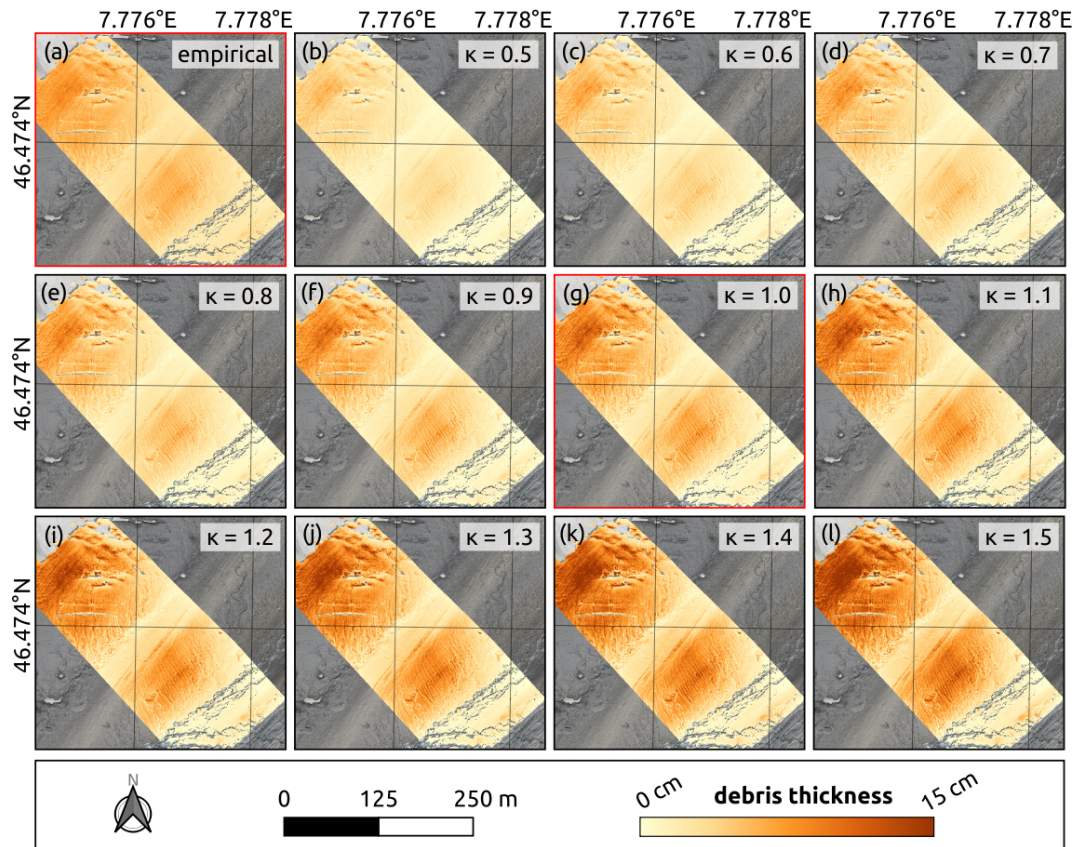 7.776°E 7.778°E 7.776°E 7.778°E 7.776°E 7.778°E 7.776°E 7.778°E
46.474°N
(a) empirical
(b) κ = 0.5
(c) κ = 0.6
(d) κ = 0.7
46.474°N
(e) κ = 0.8
(f) κ = 0.9
(g) κ = 1.0
(h) κ = 1.1
46.474°N
(i) κ = 1.2
(j) κ = 1.3
(k) κ = 1.4
(l) κ = 1.5
N
0 125 250 m
0 cm debris thickness 15 cm